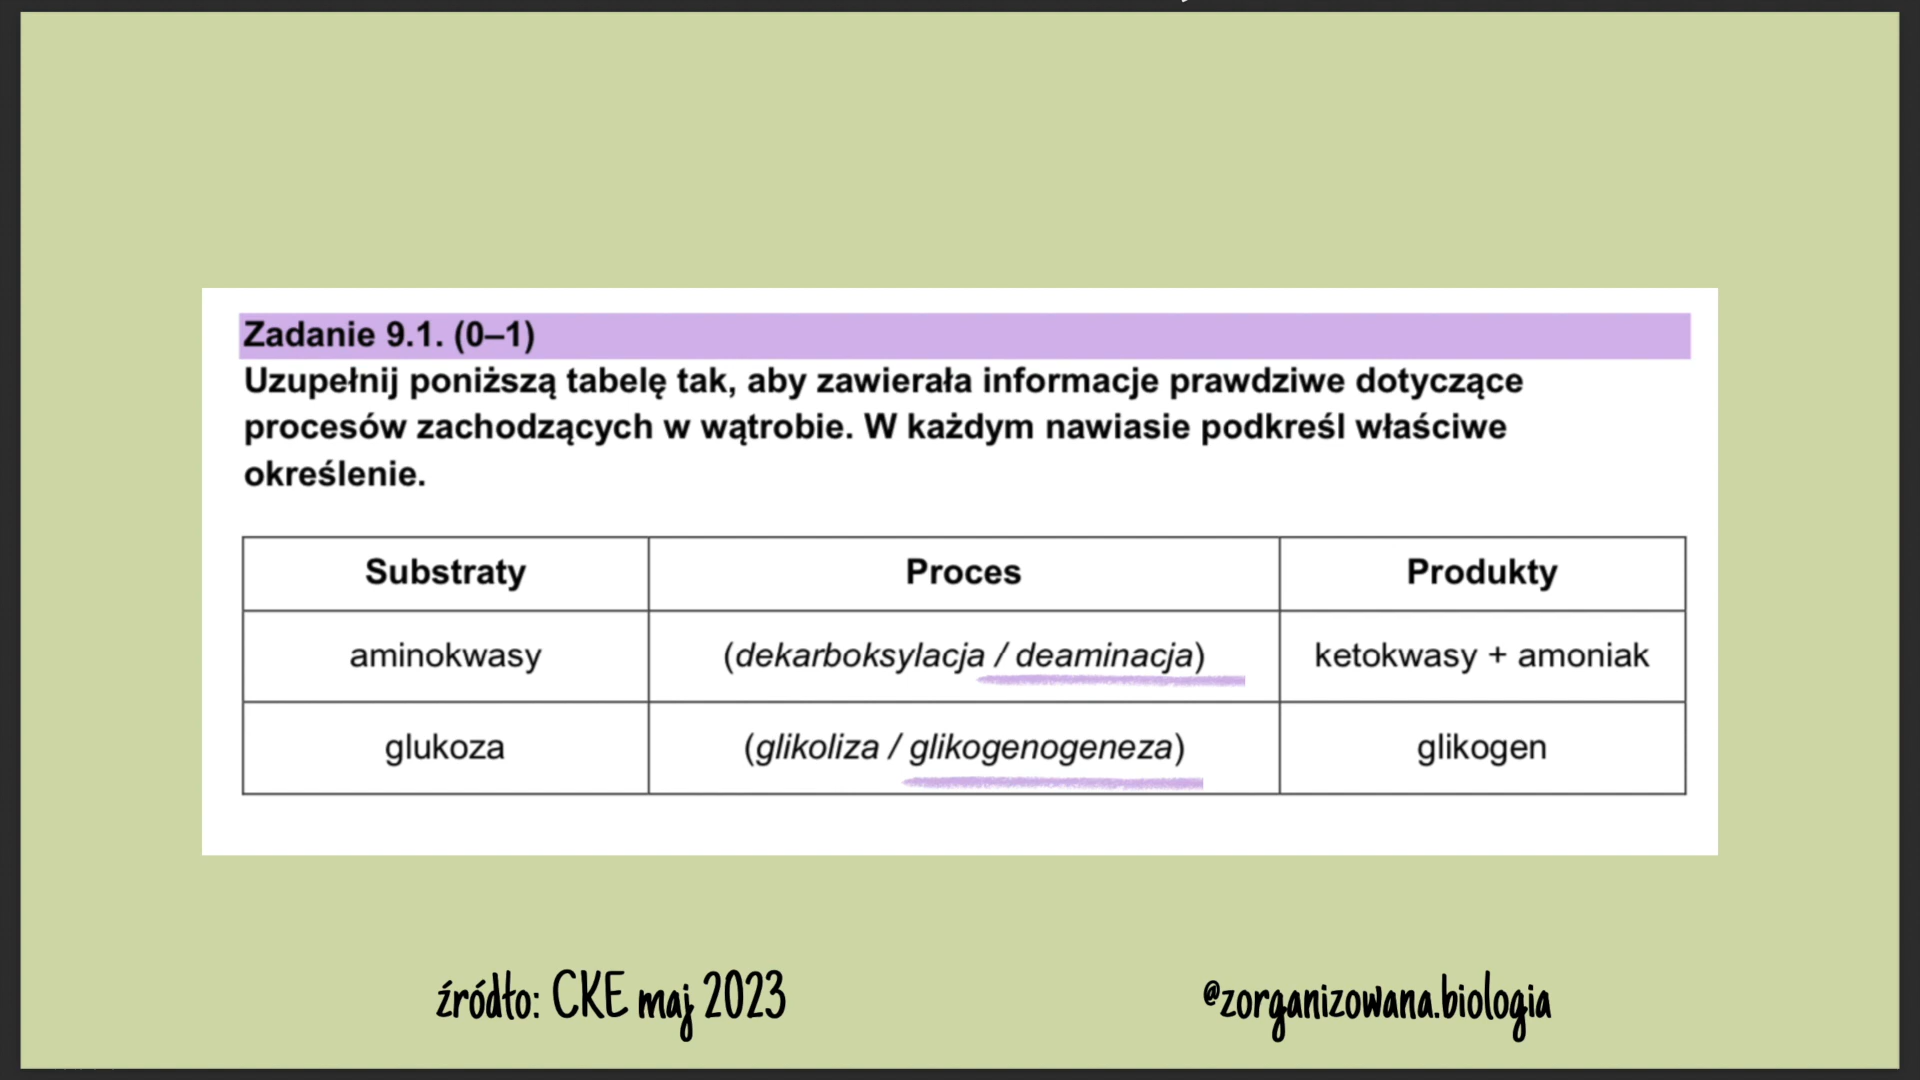 Zadanie 9.1. (0–1)
Uzupełnij poniższą tabelę tak, aby zawierała informacje prawdziwe dotyczące
procesów zachodzących w wątrobie. W każdym nawiasie podkreśl właściwe
określenie.
Substraty Proces Produkty
aminokwasy (dekarboksylacja / deaminacja) ketokwasy + amoniak
glukoza (glikoliza / glikogenogeneza) glikogen
źródło: CKE maj 2023 @zorganizowana.biologia